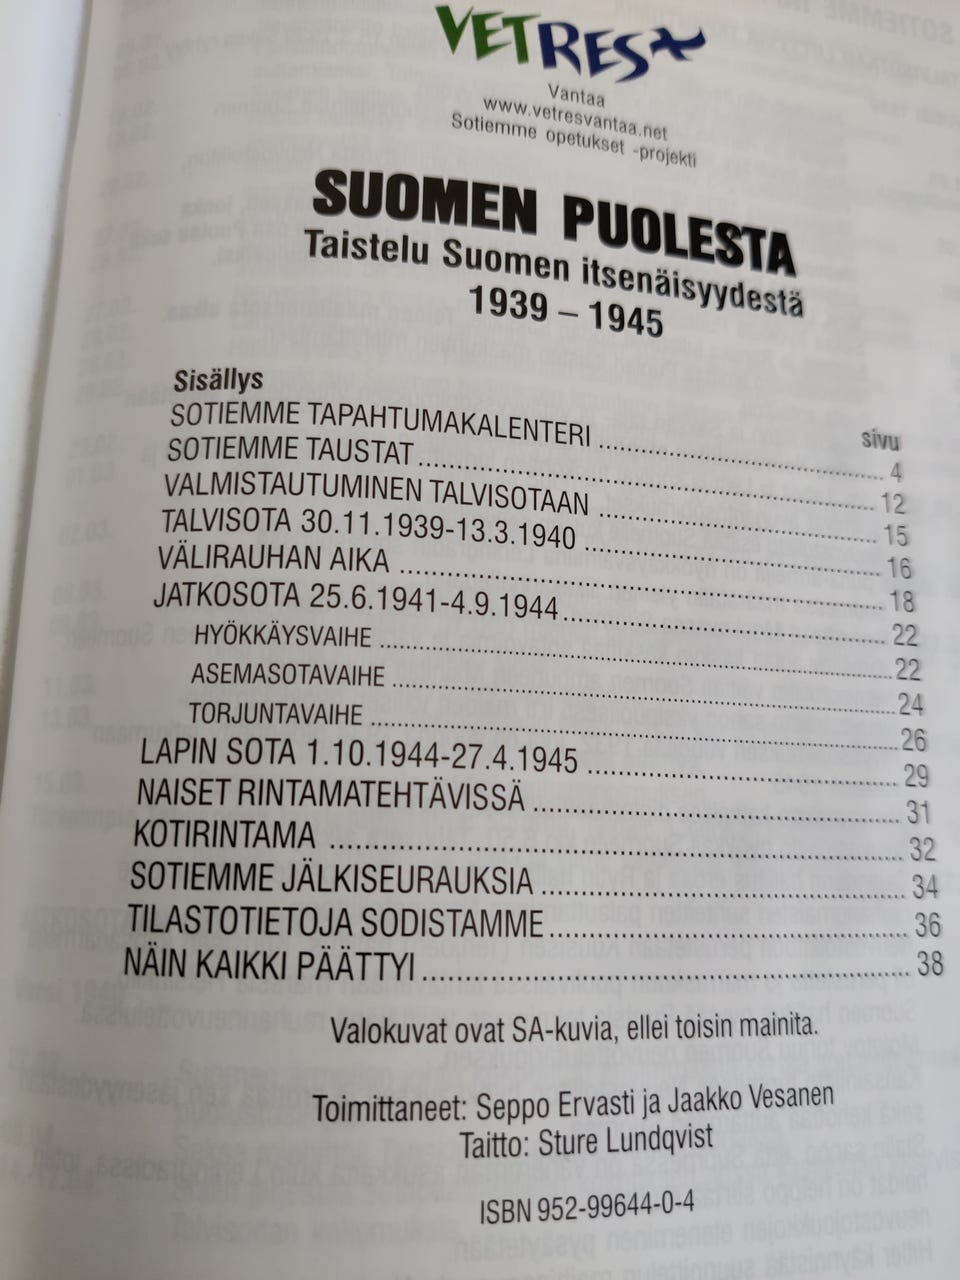 VETRES
Vantaa
www.vetresvantaa.net
Sotiemme opetukset -projekti
SUOMEN PUOLESTA
Taistelu Suomen itsenäisyydestä
1939 – 1945
Sisällys
sivu
SOTIEMME TAPAHTUMAKALENTERI ........ 4
SOTIEMME TAUSTAT ........ 12
VALMISTAUTUMINEN TALVISOTAAN ........ 15
TALVISOTA 30.11.1939-13.3.1940 ........ 16
VÄLIRAUHAN AIKA ........ 18
JATKOSOTA 25.6.1941-4.9.1944 ........ 22
HYÖKKÄYSVAIHE ........ 22
ASEMASOTAVAIHE ........ 24
TORJUNTAVAIHE ........ 26
LAPIN SOTA 1.10.1944-27.4.1945 ........ 29
NAISET RINTAMATEHTÄVISSÄ ........ 31
KOTIRINTAMA ........ 32
SOTIEMME JÄLKISEURAUKSIA ........ 34
TILASTOTIETOJA SODISTAMME ........ 36
NÄIN KAIKKI PÄÄTTYI ........ 38
Valokuvat ovat SA-kuvia, ellei toisin mainita.
Toimittaneet: Seppo Ervasti ja Jaakko Vesanen
Taitto: Sture Lundqvist
ISBN 952-99644-0-4